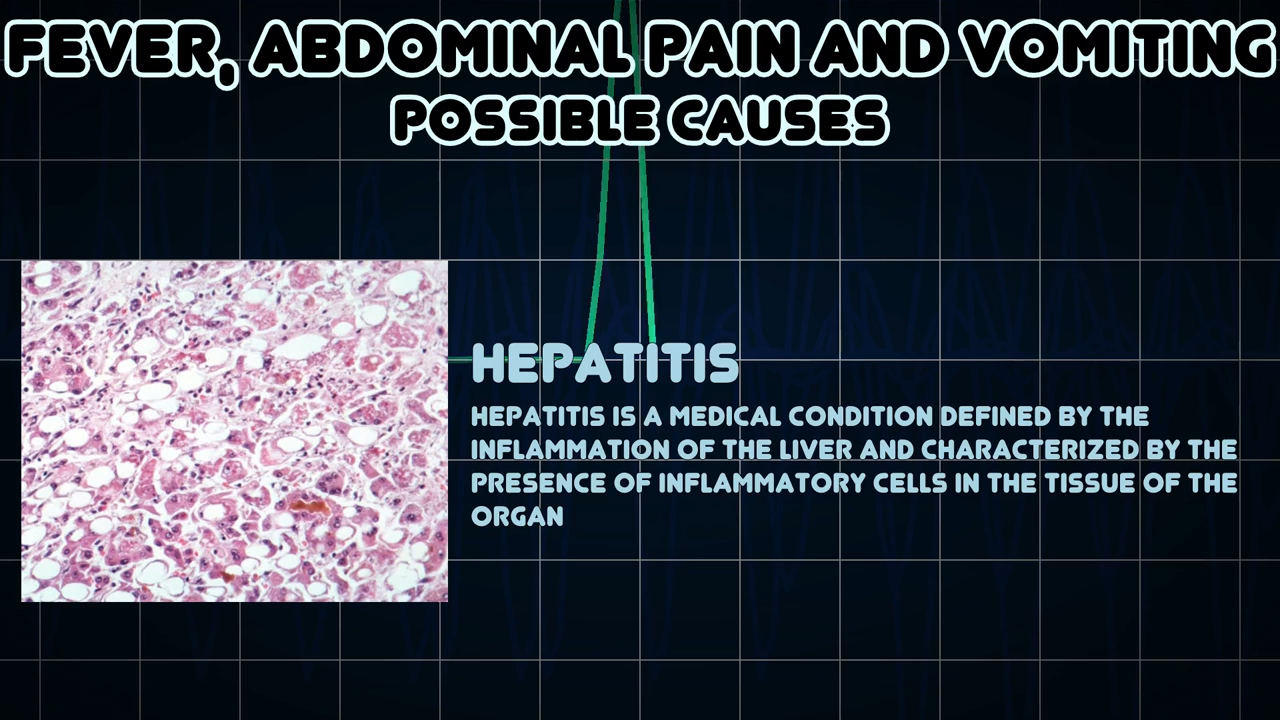 FEVER, ABDOMINAL PAIN AND VOMITING
POSSIBLE CAUSES
HEPATITIS
HEPATITIS IS A MEDICAL CONDITION DEFINED BY THE
INFLAMMATION OF THE LIVER AND CHARACTERIZED BY THE
PRESENCE OF INFLAMMATORY CELLS IN THE TISSUE OF THE
ORGAN